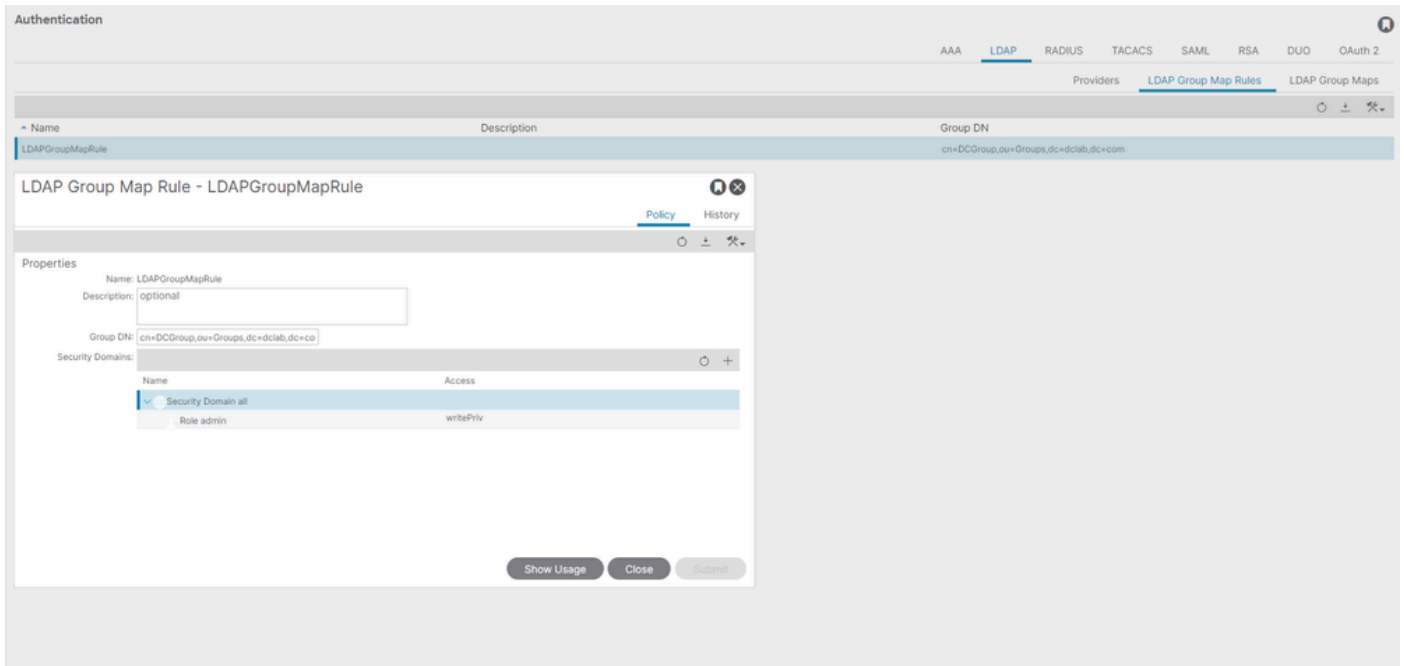 Authentication
AAA LDAP RADIUS TACACS SAML RSA DUO OAuth 2
Providers LDAP Group Map Rules LDAP Group Maps
Name Description Group DN
LDAPGroupMapRule cn=DCGroup,ou=Groups,dc=dclab,dc=com
LDAP Group Map Rule - LDAPGroupMapRule
Policy History
Properties
Name: LDAPGroupMapRule
Description: optional
Group DN: cn=DCGroup,ou=Groups,dc=dclab,dc=co
Security Domains:
Name Access
Security Domain all
Role admin writePriv
Show Usage Close Submit